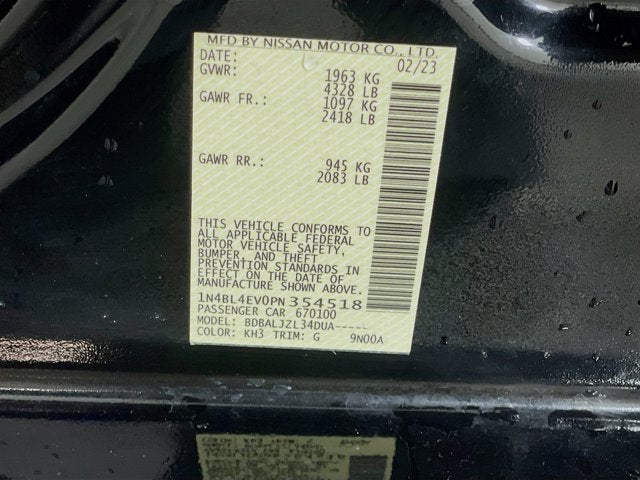 MFD BY NISSAN MOTOR CO., LTD.
DATE: 02/23
GVWR: 1963 KG
4328 LB
GAWR FR.: 1097 KG
2418 LB
GAWR RR.: 945 KG
2083 LB
THIS VEHICLE CONFORMS TO
ALL APPLICABLE FEDERAL
MOTOR VEHICLE SAFETY,
BUMPER, AND THEFT
PREVENTION STANDARDS IN
EFFECT ON THE DATE OF
MANUFACTURE SHOWN ABOVE.
1N4BL4EV0PN354518
PASSENGER CAR 670100
MODEL: BDBALJZL34DUA-----
COLOR: KH3 TRIM: G 9N00A